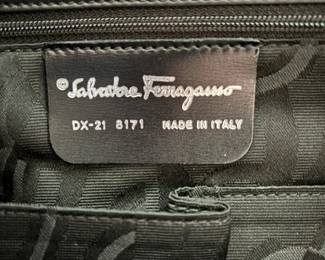 © Salvatore Ferragamo
DX-21 8171 MADE IN ITALY